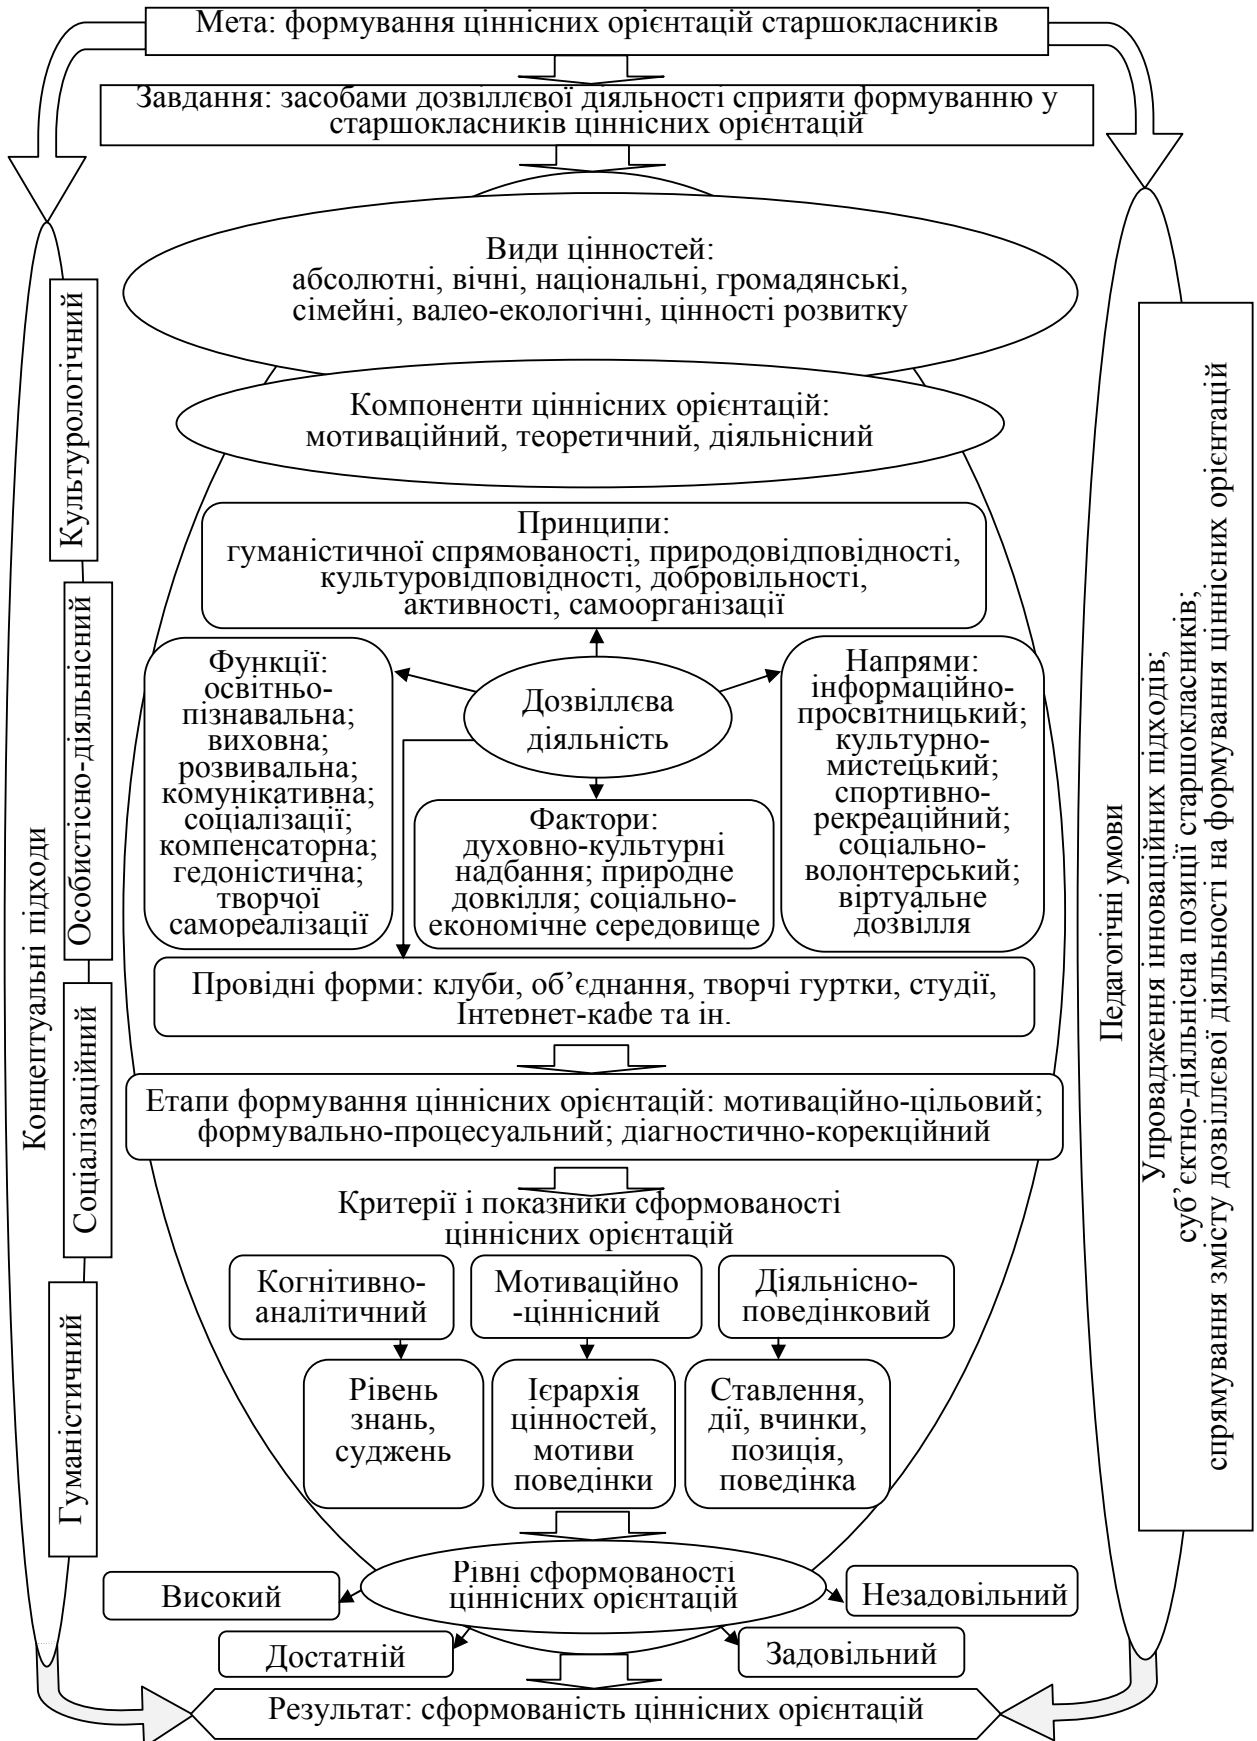 Мета: формування ціннісних орієнтацій старшокласників
Завдання: засобами дозвіллєвої діяльності сприяти формуванню у
старшокласників ціннісних орієнтацій
Види цінностей:
абсолютні, вічні, національні, громадянські,
сімейні, валео-екологічні, цінності розвитку
Компоненти ціннісних орієнтацій:
мотиваційний, теоретичний, діяльнісний
Принципи:
гуманістичної спрямованості, природовідповідності,
культуровідповідності, добровільності,
активності, самоорганізації
Функції:
освітньо-
пізнавальна;
виховна;
розвивальна;
комунікативна;
соціалізації;
компенсаторна;
гедоністична;
творчої
самореалізації
Дозвіллєва
діяльність
Напрями:
інформаційно-
просвітницький;
культурно-
мистецький;
спортивно-
рекреаційний;
соціально-
волонтерський;
віртуальне
дозвілля
Фактори:
духовно-культурні
надбання; природне
довкілля; соціально-
економічне середовище
Провідні форми: клуби, об’єднання, творчі гуртки, студії,
Інтернет-кафе та ін.
Етапи формування ціннісних орієнтацій: мотиваційно-цільовий;
формувально-процесуальний; діагностично-корекційний
Критерії і показники сформованості
ціннісних орієнтацій
Когнітивно-
аналітичний
Мотиваційно
-ціннісний
Діяльнісно-
поведінковий
Рівень
знань,
суджень
Ієрархія
цінностей,
мотиви
поведінки
Ставлення,
дії, вчинки,
позиція,
поведінка
Рівні сформованості
ціннісних орієнтацій
Високий
Незадовільний
Достатній
Задовільний
Результат: сформованість ціннісних орієнтацій
Концептуальні підходи
Культурологічний
Особистісно-діяльнісний
Соціалізаційний
Гуманістичний
Педагогічні умови
Упровадження інноваційних підходів;
суб’єктно-діяльнісна позиції старшокласників;
спрямування змісту дозвіллєвої діяльності на формування ціннісних орієнтацій